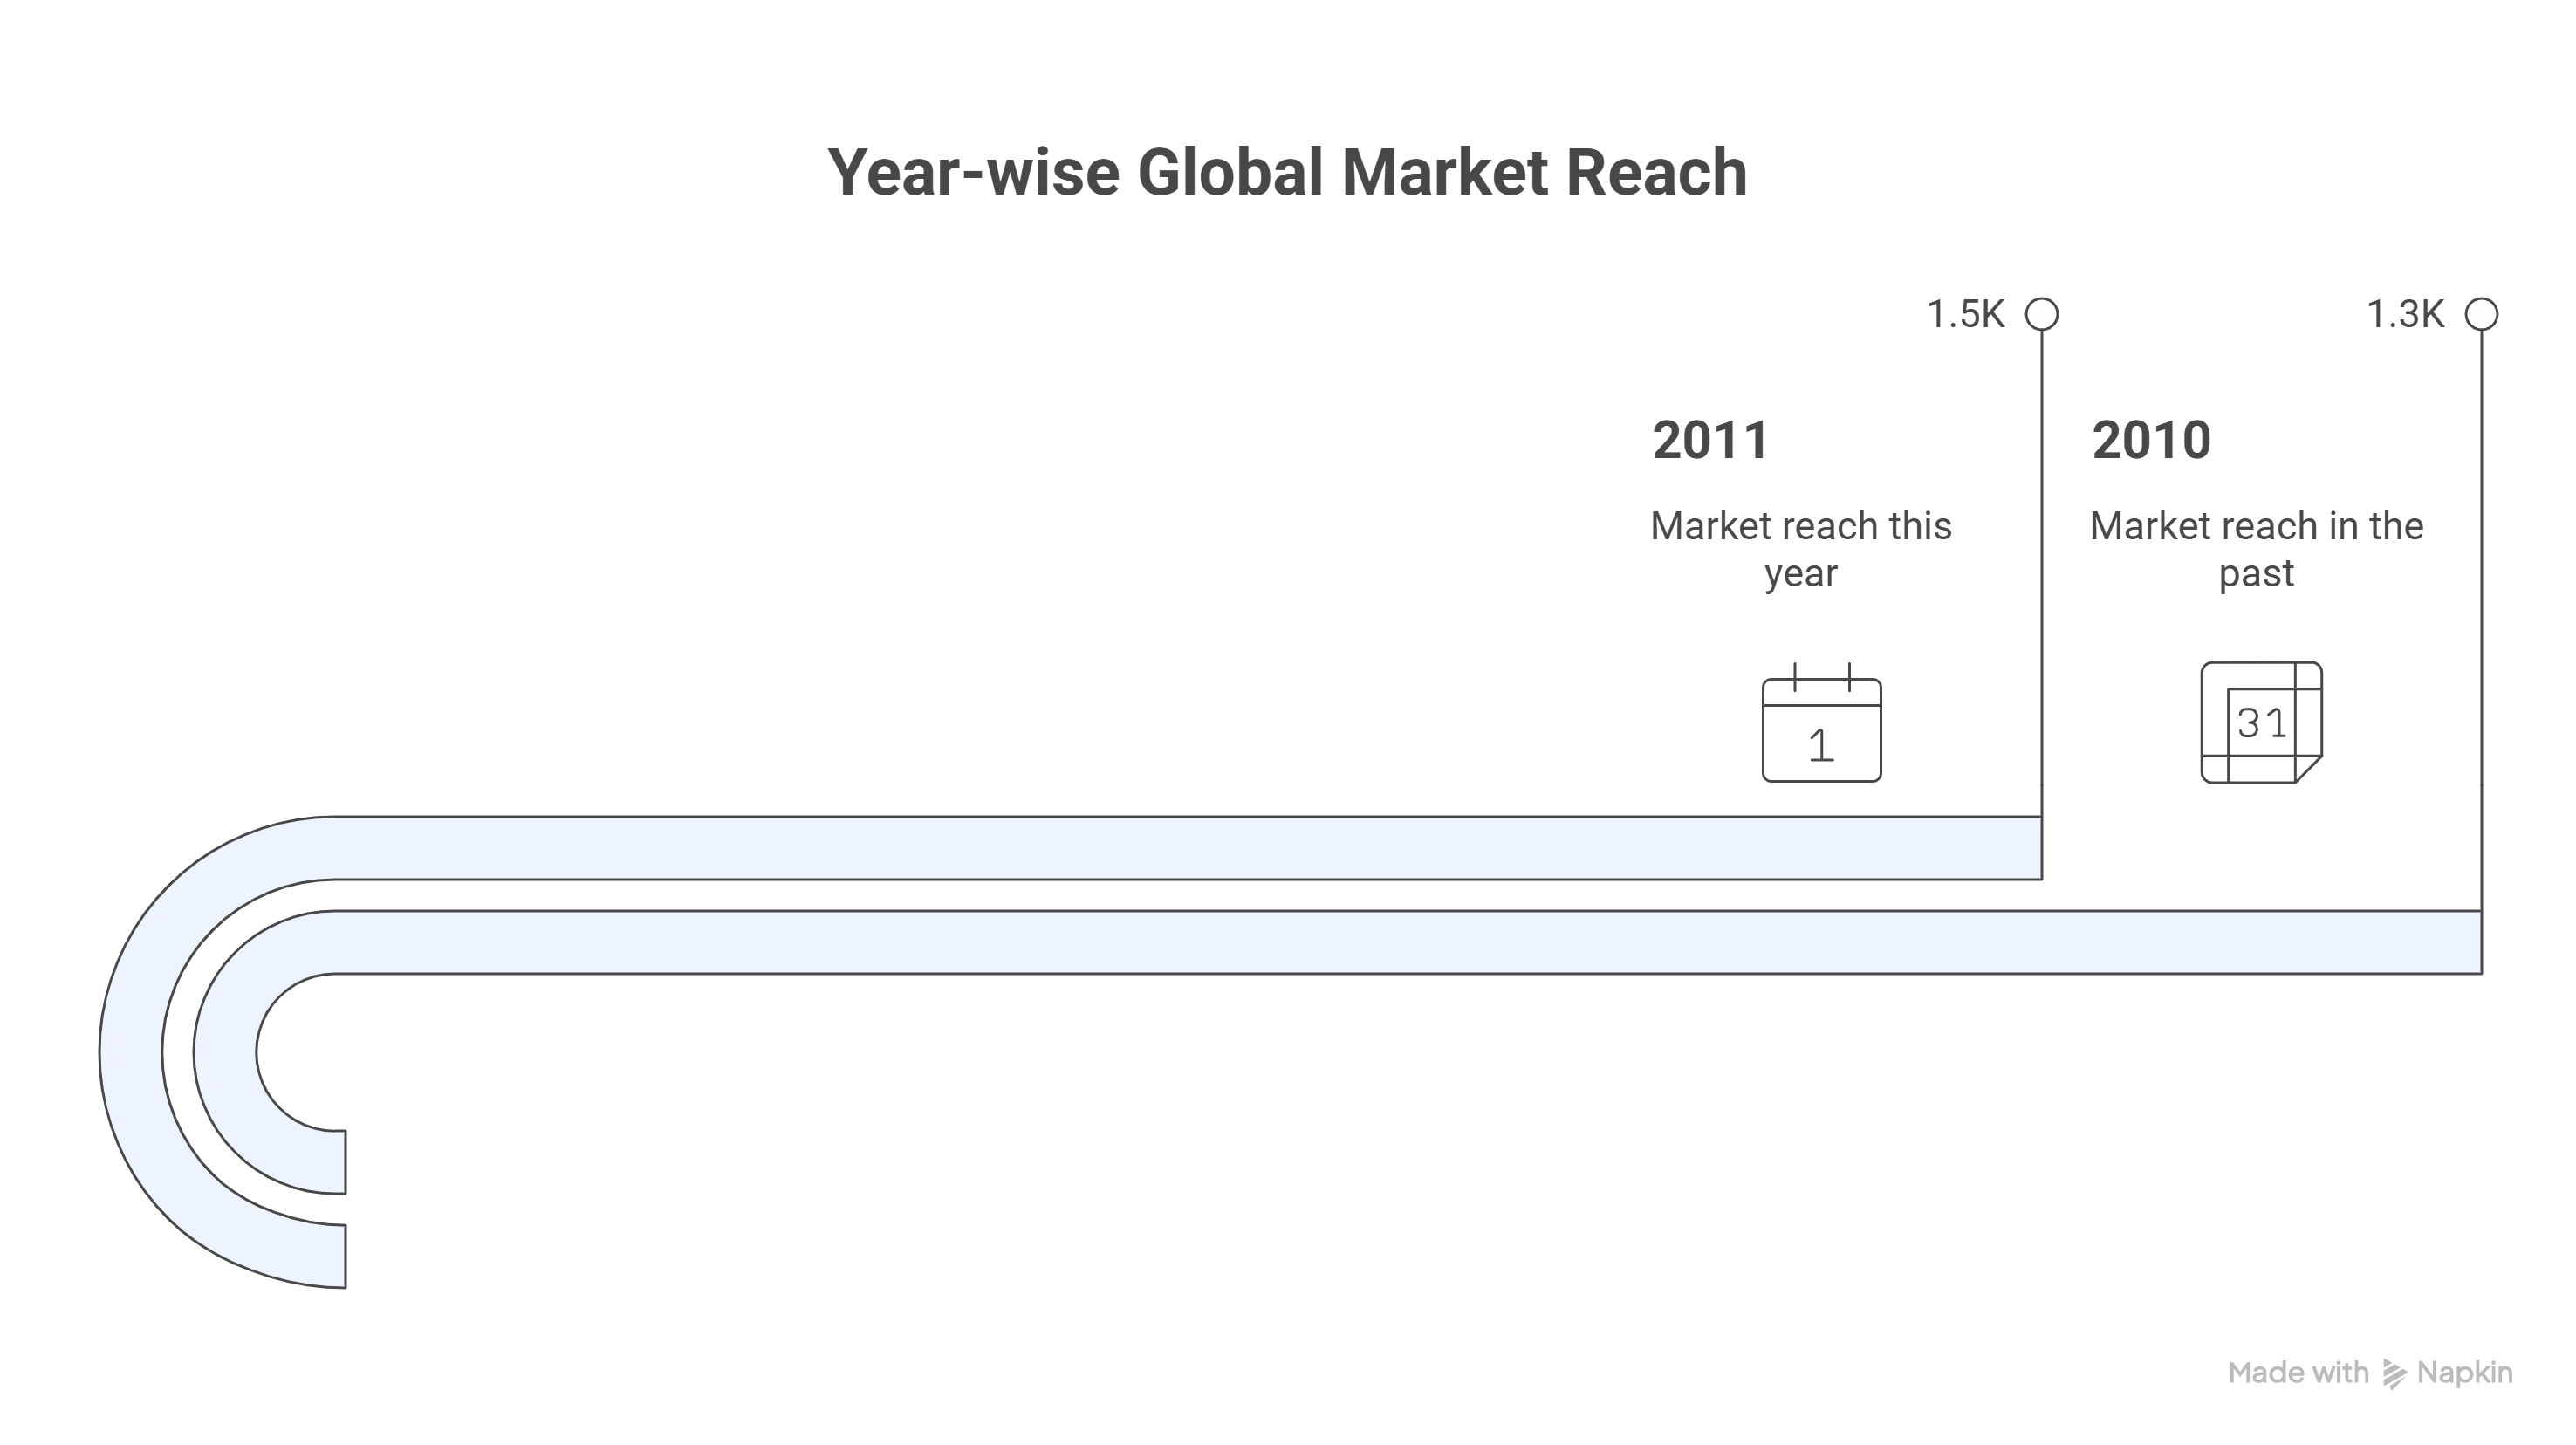 Year-wise Global Market Reach
1.5K
1.3K
2011
2010
Market reach this
year
Market reach in the
past
1
31
Made with Napkin